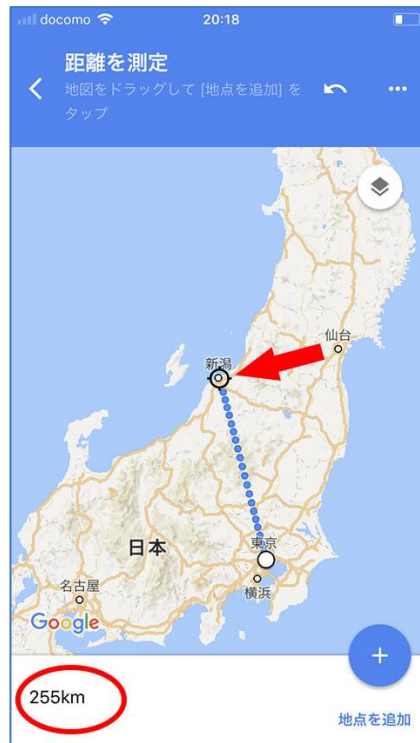 docomo 20:18
距離を測定
地図をドラッグして [地点を追加] を
タップ
仙台
新潟
日本
東京
名古屋
横浜
Google
255km
地点を追加